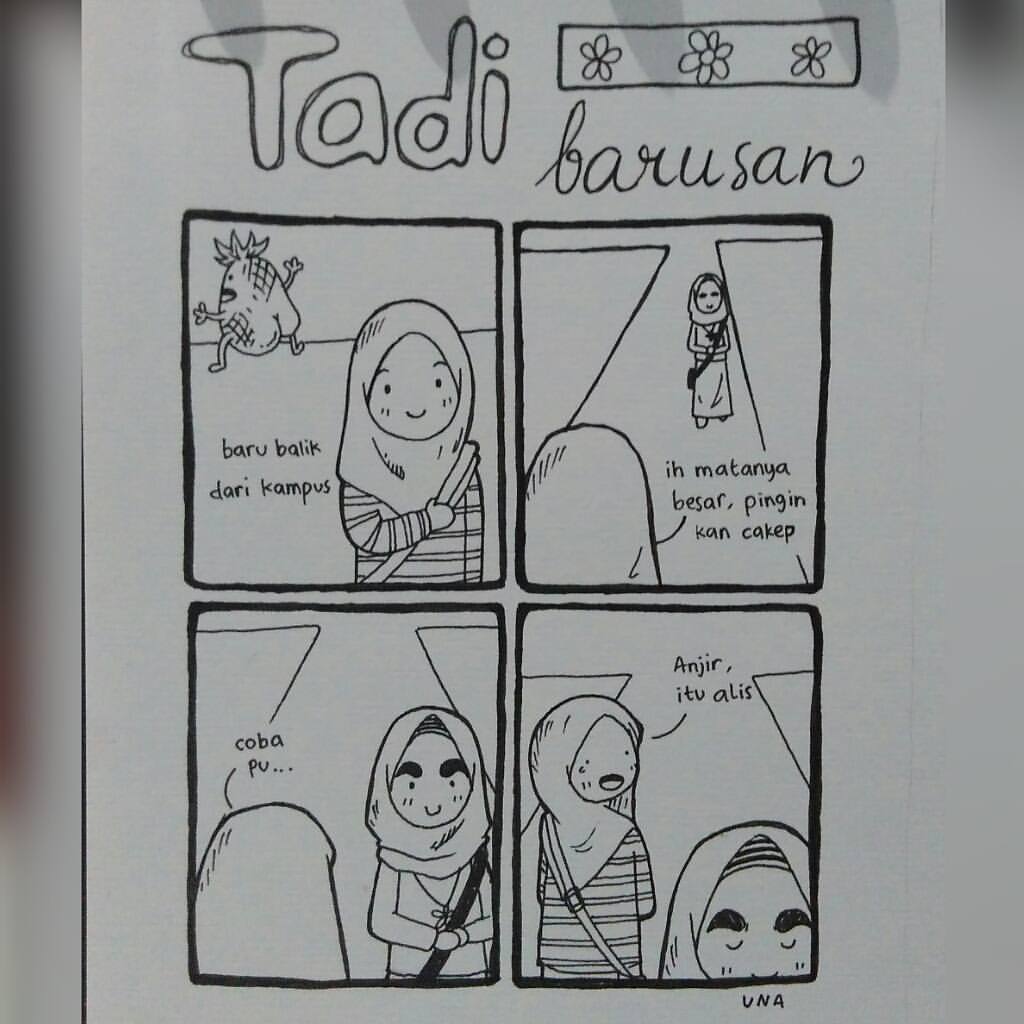 Tadi
barusan
baru balik
dari kampus
ih matanya
besar, pingin
kan cakep
coba
pu...
Anjir,
itu alis
UNA